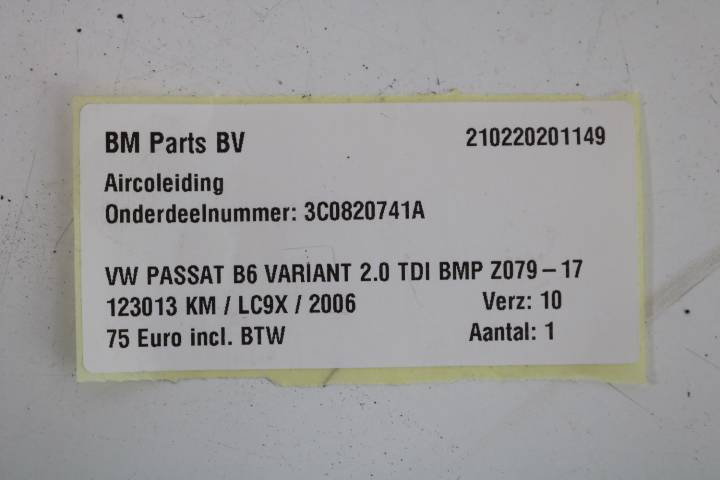 BM Parts BV 210220201149
Aircoleiding
Onderdeelnummer: 3C0820741A
VW PASSAT B6 VARIANT 2.0 TDI BMP Z079-17
123013 KM / LC9X / 2006 Verz: 10
75 Euro incl. BTW Aantal: 1